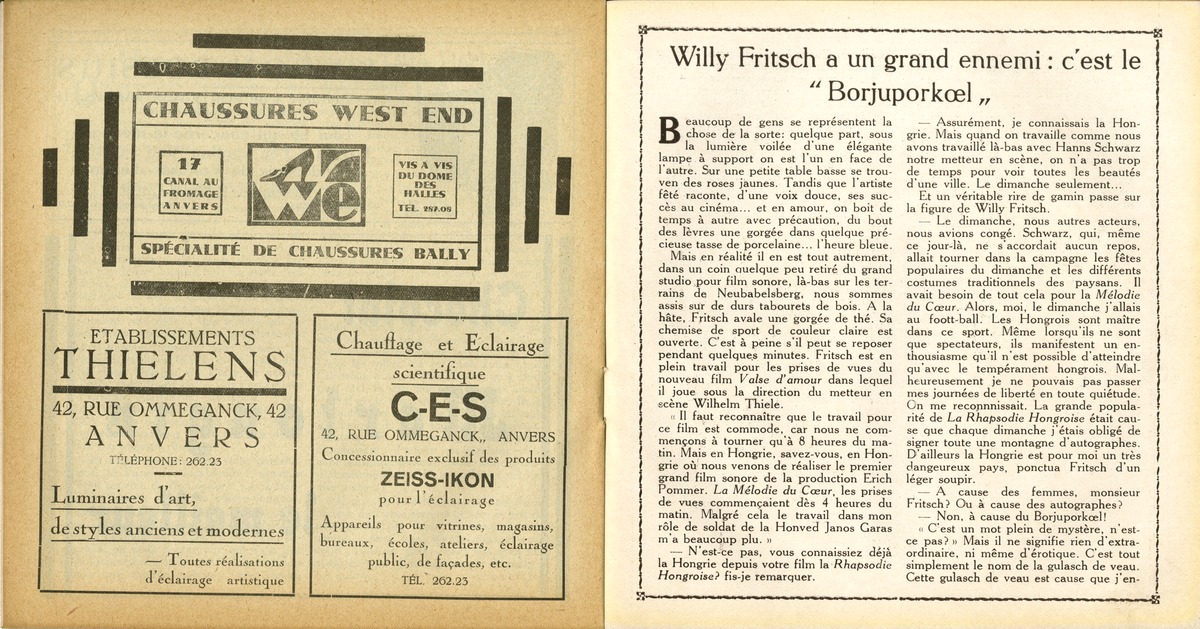 CHAUSSURES WEST END
17
CANAL AU
FROMAGE
ANVERS
We
VIS A VIS
DU DOME
DES
HALLES
TEL. 287.08
SPÉCIALITÉ DE CHAUSSURES BALLY
ETABLISSEMENTS
THIELENS
42, RUE OMMEGANCK, 42
ANVERS
TÉLÉPHONE: 262.23
Luminaires d'art,
de styles anciens et modernes
— Toutes réalisations
d'éclairage artistique
Chauffage et Eclairage
scientifique
C-E-S
42, RUE OMMEGANCK,, ANVERS
Concessionnaire exclusif des produits
ZEISS-IKON
pour l'éclairage
Appareils pour vitrines, magasins,
bureaux, écoles, ateliers, éclairage
public, de façades, etc.
TÉL. 262.23
Willy Fritsch a un grand ennemi : c'est le
“ Borjuporkœl „
Beaucoup de gens se représentent la
chose de la sorte: quelque part, sous
la lumière voilée d'une élégante
lampe à support on est l'un en face de
l'autre. Sur une petite table basse se trou-
ven des roses jaunes. Tandis que l'artiste
fêté raconte, d'une voix douce, ses suc-
cès au cinéma... et en amour, on boit de
temps à autre avec précaution, du bout
des lèvres une gorgée dans quelque pré-
cieuse tasse de porcelaine... l'heure bleue.
Mais en réalité il en est tout autrement,
dans un coin quelque peu retiré du grand
studio pour film sonore, là-bas sur les ter-
rains de Neubabelsberg, nous sommes
assis sur de durs tabourets de bois. A la
hâte, Fritsch avale une gorgée de thé. Sa
chemise de sport de couleur claire est
ouverte. C'est à peine s'il peut se reposer
pendant quelques minutes. Fritsch est en
plein travail pour les prises de vues du
nouveau film Valse d'amour dans lequel
il joue sous la direction du metteur en
scène Wilhelm Thiele.
« Il faut reconnaître que le travail pour
ce film est commode, car nous ne com-
mençons à tourner qu'à 8 heures du ma-
tin. Mais en Hongrie, savez-vous, en Hon-
grie où nous venons de réaliser le premier
grand film sonore de la production Erich
Pommer. La Mélodie du Cœur, les prises
de vues commençaient dès 4 heures du
matin. Malgré cela le travail dans mon
rôle de soldat de la Honved Janos Garas
m'a beaucoup plu. »
— N'est-ce pas, vous connaissiez déjà
la Hongrie depuis votre film la Rhapsodie
Hongroise? fis-je remarquer.
— Assurément, je connaissais la Hon-
grie. Mais quand on travaille comme nous
avons travaillé là-bas avec Hanns Schwarz
notre metteur en scène, on n'a pas trop
de temps pour voir toutes les beautés
d'une ville. Le dimanche seulement...
Et un véritable rire de gamin passe sur
la figure de Willy Fritsch.
— Le dimanche, nous autres acteurs,
nous avions congé. Schwarz, qui, même
ce jour-là, ne s'accordait aucun repos,
allait tourner dans la campagne les fêtes
populaires du dimanche et les différents
costumes traditionnels des paysans. Il
avait besoin de tout cela pour la Mélodie
du Cœur. Alors, moi, le dimanche j'allais
au foott-ball. Les Hongrois sont maître
dans ce sport. Même lorsqu'ils ne sont
que spectateurs, ils manifestent un en-
thousiasme qu'il n'est possible d'atteindre
qu'avec le tempérament hongrois. Mal-
heureusement je ne pouvais pas passer
mes journées de liberté en toute quiétude.
On me reconnnissait. La grande popula-
rité de La Rhapsodie Hongroise était cau-
se que chaque dimanche j'étais obligé de
signer toute une montagne d'autographes.
D'ailleurs la Hongrie est pour moi un très
dangeureux pays, ponctua Fritsch d'un
léger soupir.
— A cause des femmes, monsieur
Fritsch? Ou à cause des autographes?
— Non, à cause du Borjuporkœl!
« C'est un mot plein de mystère, n'est-
ce pas? » Mais il ne signifie rien d'extra-
ordinaire, ni même d'érotique. C'est tout
simplement le nom de la gulasch de veau.
Cette gulasch de veau est cause que j'en-